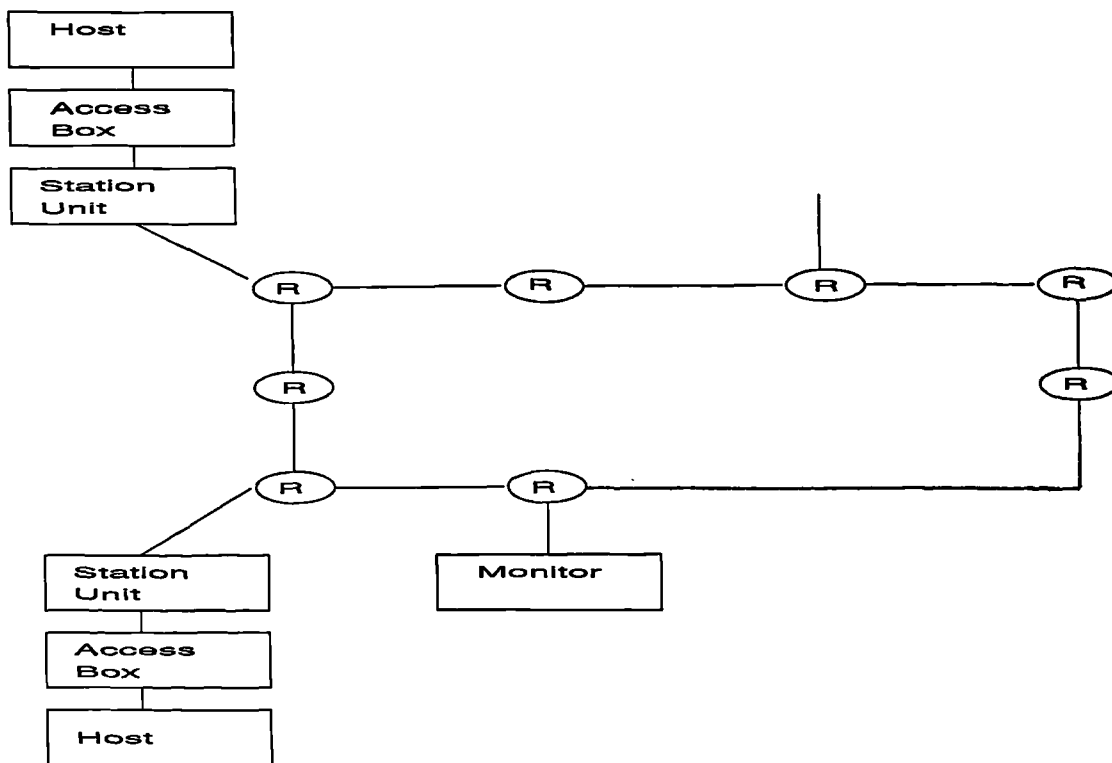 Host
Access
Box
Station
Unit
R
R
R
R
R
R
R
R
Station
Unit
Monitor
Access
Box
Host